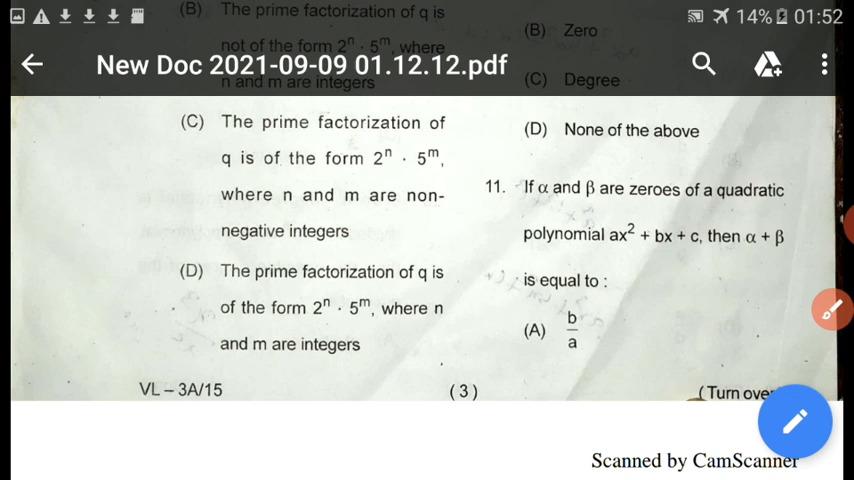 14% 01:52
New Doc 2021-09-09 01.12.12.pdf
(B) The prime factorization of q is
not of the form 2ⁿ · 5ᵐ, where
n and m are integers
(C) The prime factorization of
q is of the form 2ⁿ · 5ᵐ,
where n and m are non-
negative integers
(D) The prime factorization of q is
of the form 2ⁿ · 5ᵐ, where n
and m are integers
(B) Zero
(C) Degree
(D) None of the above
11. If α and β are zeroes of a quadratic
polynomial ax² + bx + c, then α + β
is equal to :
(A) b
a
VL – 3A/15
(3)
(Turn over
Scanned by CamScanner